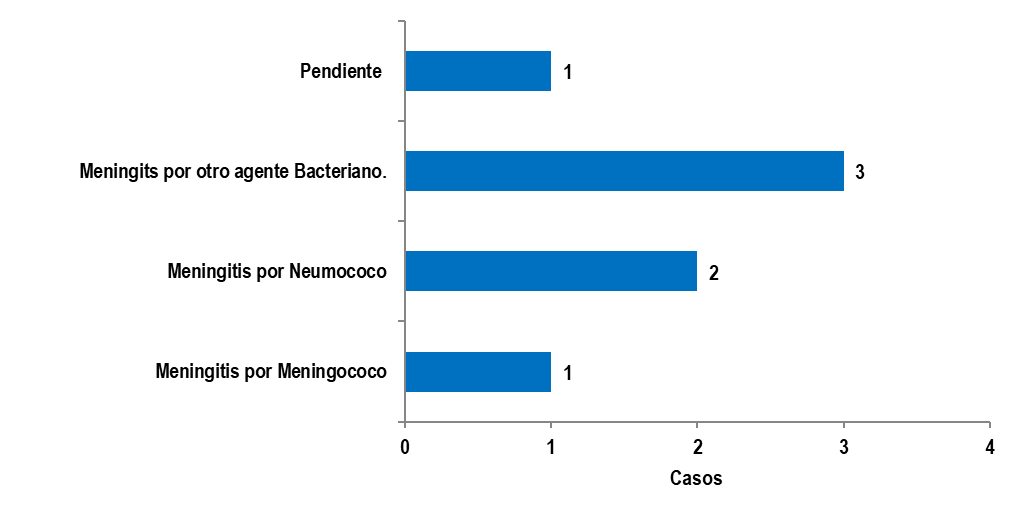 Pendiente 1
Meningits por otro agente Bacteriano. 3
Meningitis por Neumococo 2
Meningitis por Meningococo 1
0 1 2 3 4
Casos